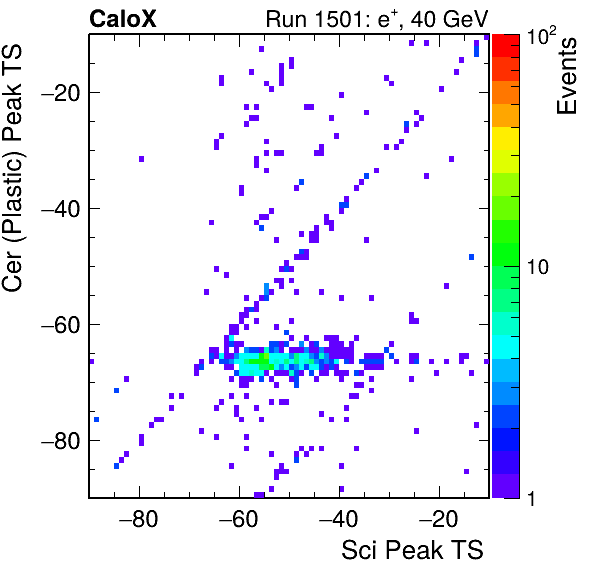 CaloX Run 1501: e⁺, 40 GeV
Cer (Plastic) Peak TS
−20
−40
−60
−80
−80 −60 −40 −20
Sci Peak TS
10²
10
1
Events